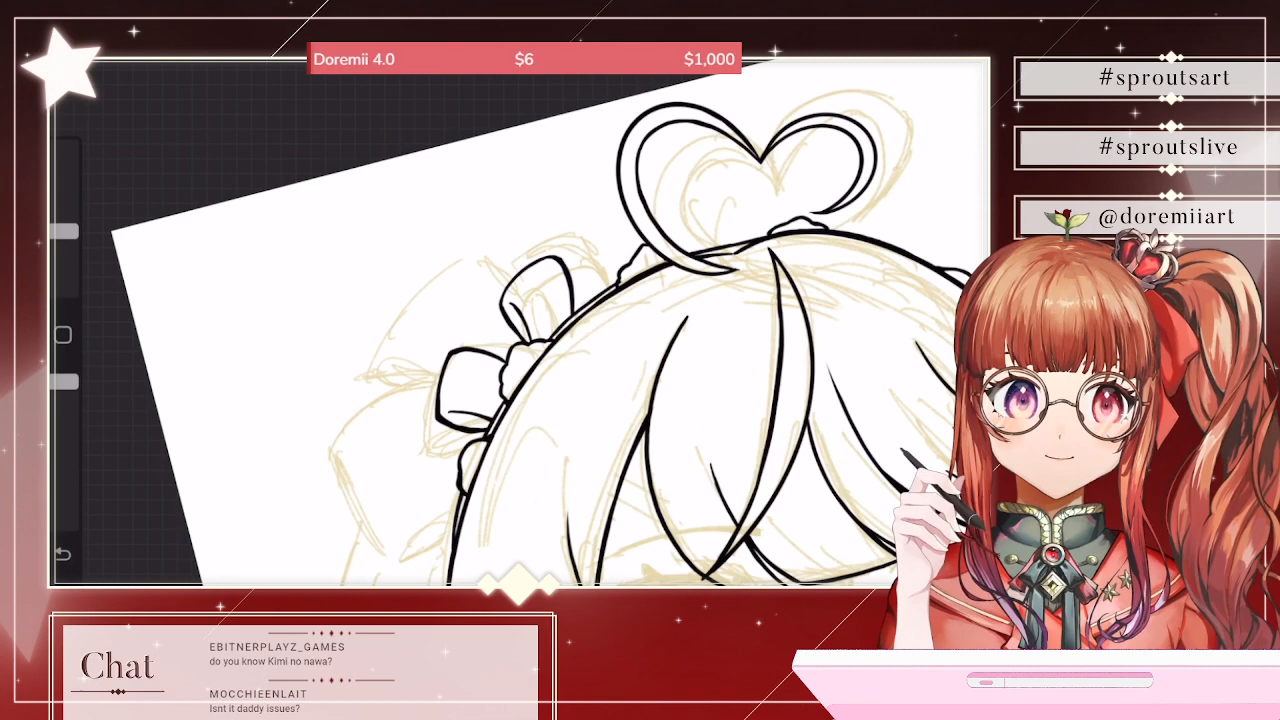 Doremii 4.0 $6 $1,000
#sproutsart
#sproutslive
@doremiiart
Chat
EBITNERPLAYZ_GAMES
do you know Kimi no nawa?
MOCCHIEENLAIT
Isnt it daddy issues?